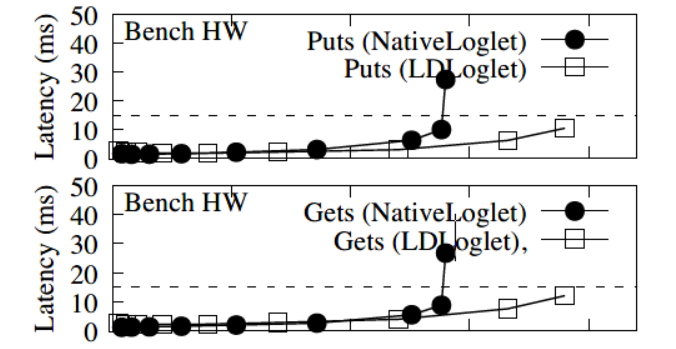 50
40
30
20
10
0
Latency (ms)
Bench HW
Puts (NativeLoglet)
Puts (LDLoglet)
50
40
30
20
10
0
Latency (ms)
Bench HW
Gets (NativeLoglet)
Gets (LDLoglet),